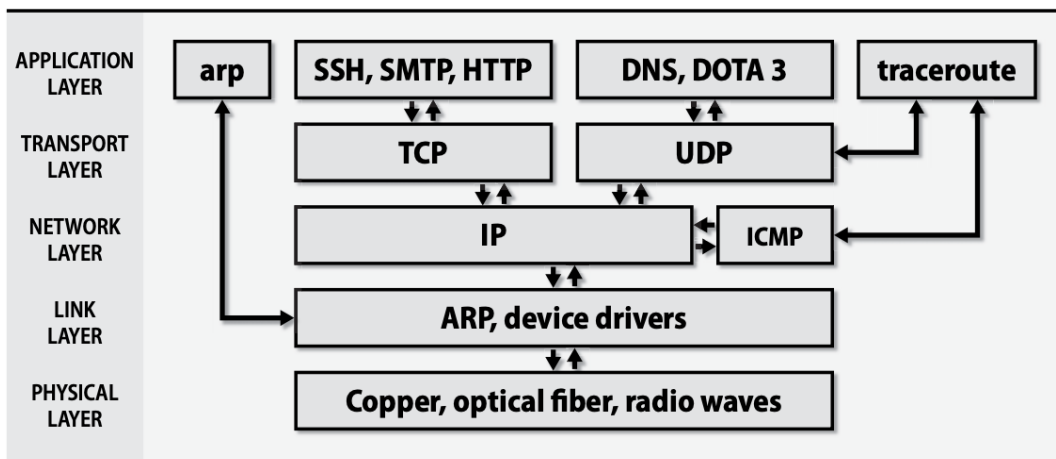 APPLICATION
LAYER
arp
SSH, SMTP, HTTP
DNS, DOTA 3
traceroute
TRANSPORT
LAYER
TCP
UDP
NETWORK
LAYER
IP
ICMP
LINK
LAYER
ARP, device drivers
PHYSICAL
LAYER
Copper, optical fiber, radio waves